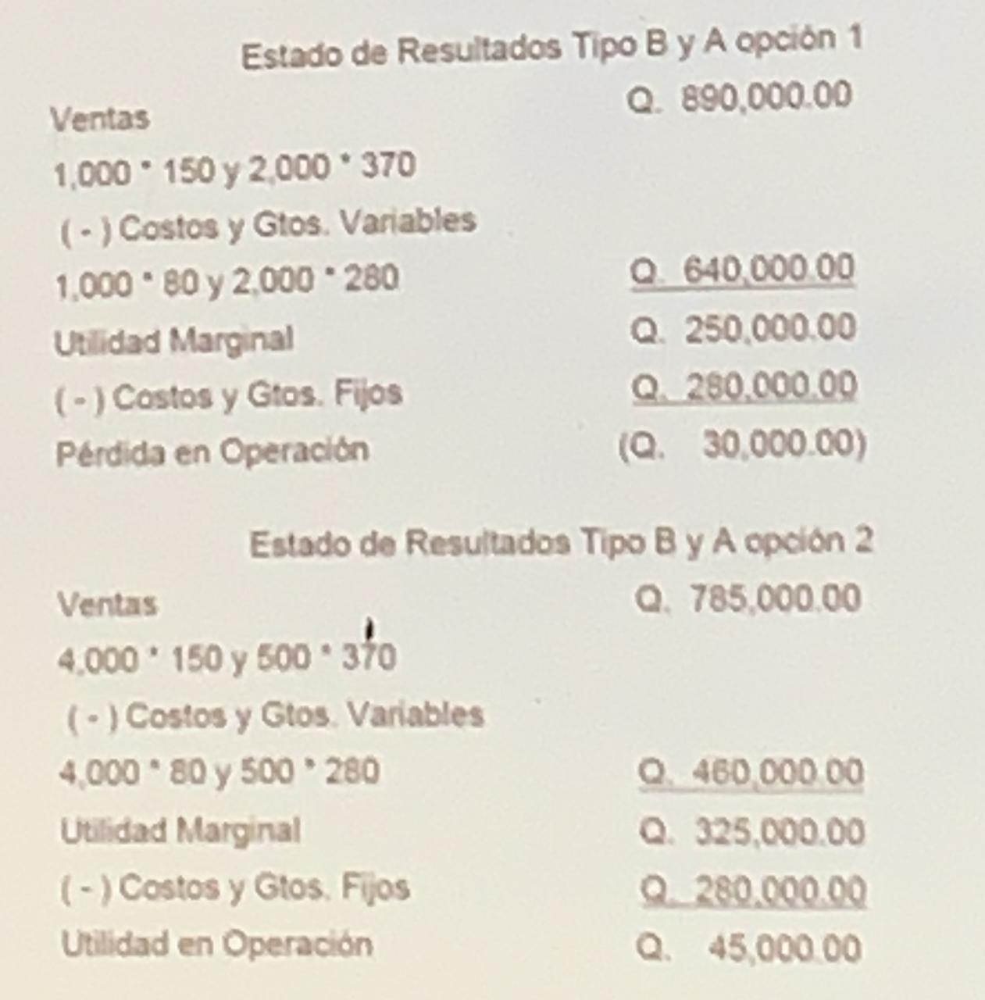 Estado de Resultados Tipo B y A opción 1
Ventas Q. 890,000.00
1,000 * 150 y 2,000 * 370
( - ) Costos y Gtos. Variables
1,000 * 80 y 2,000 * 280 Q. 640,000.00
Utilidad Marginal Q. 250,000.00
( - ) Costos y Gtos. Fijos Q. 280,000.00
Pérdida en Operación (Q. 30,000.00)
Estado de Resultados Tipo B y A opción 2
Ventas Q. 785,000.00
4,000 * 150 y 500 * 370
( - ) Costos y Gtos. Variables
4,000 * 80 y 500 * 280 Q. 460,000.00
Utilidad Marginal Q. 325,000.00
( - ) Costos y Gtos. Fijos Q. 280,000.00
Utilidad en Operación Q. 45,000.00